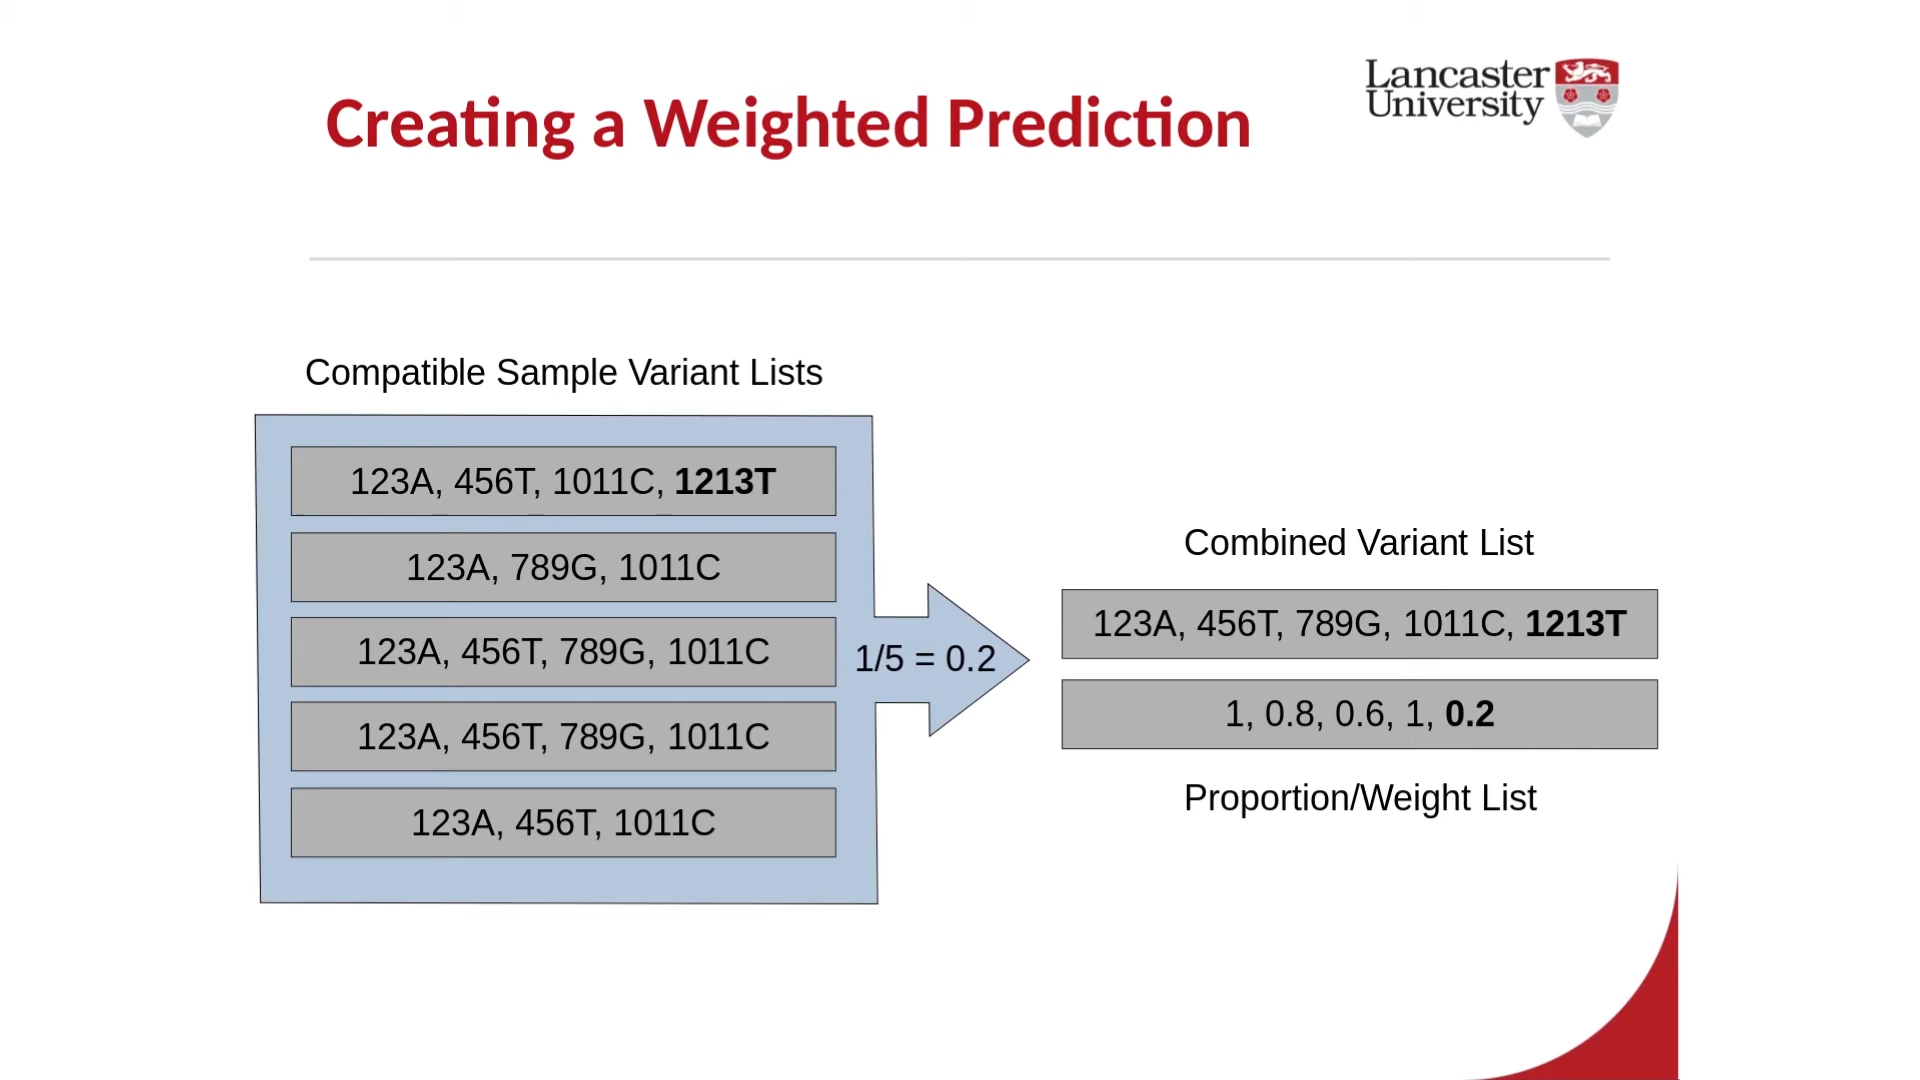 Creating a Weighted Prediction
Lancaster
University
Compatible Sample Variant Lists
123A, 456T, 1011C, 1213T
123A, 789G, 1011C
123A, 456T, 789G, 1011C
123A, 456T, 789G, 1011C
123A, 456T, 1011C
1/5 = 0.2
Combined Variant List
123A, 456T, 789G, 1011C, 1213T
1, 0.8, 0.6, 1, 0.2
Proportion/Weight List